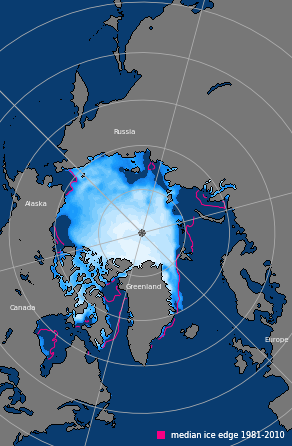 Russia
Alaska
Greenland
Canada
Europe
median ice edge 1981-2010